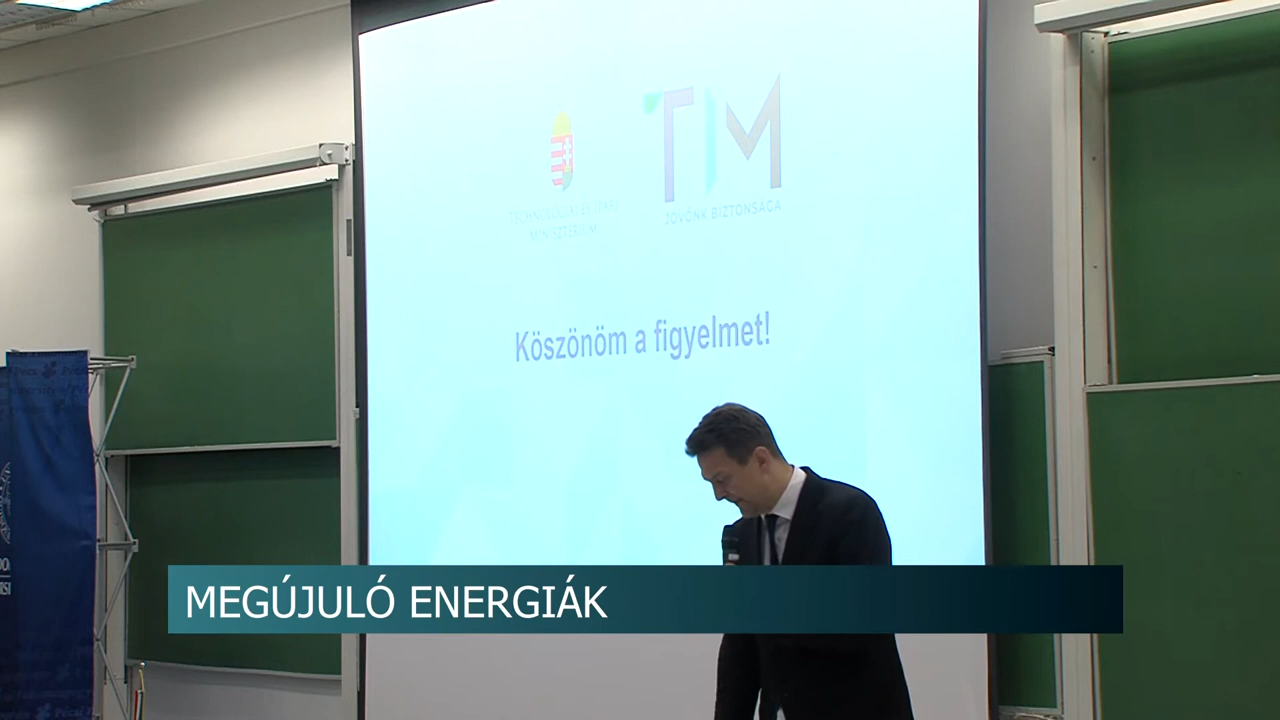 TIM
JÖVŐNK BIZTONSÁGA
TECHNOLÓGIAI ÉS IPARI
MINISZTÉRIUM
Köszönöm a figyelmet!
MEGÚJULÓ ENERGIÁK